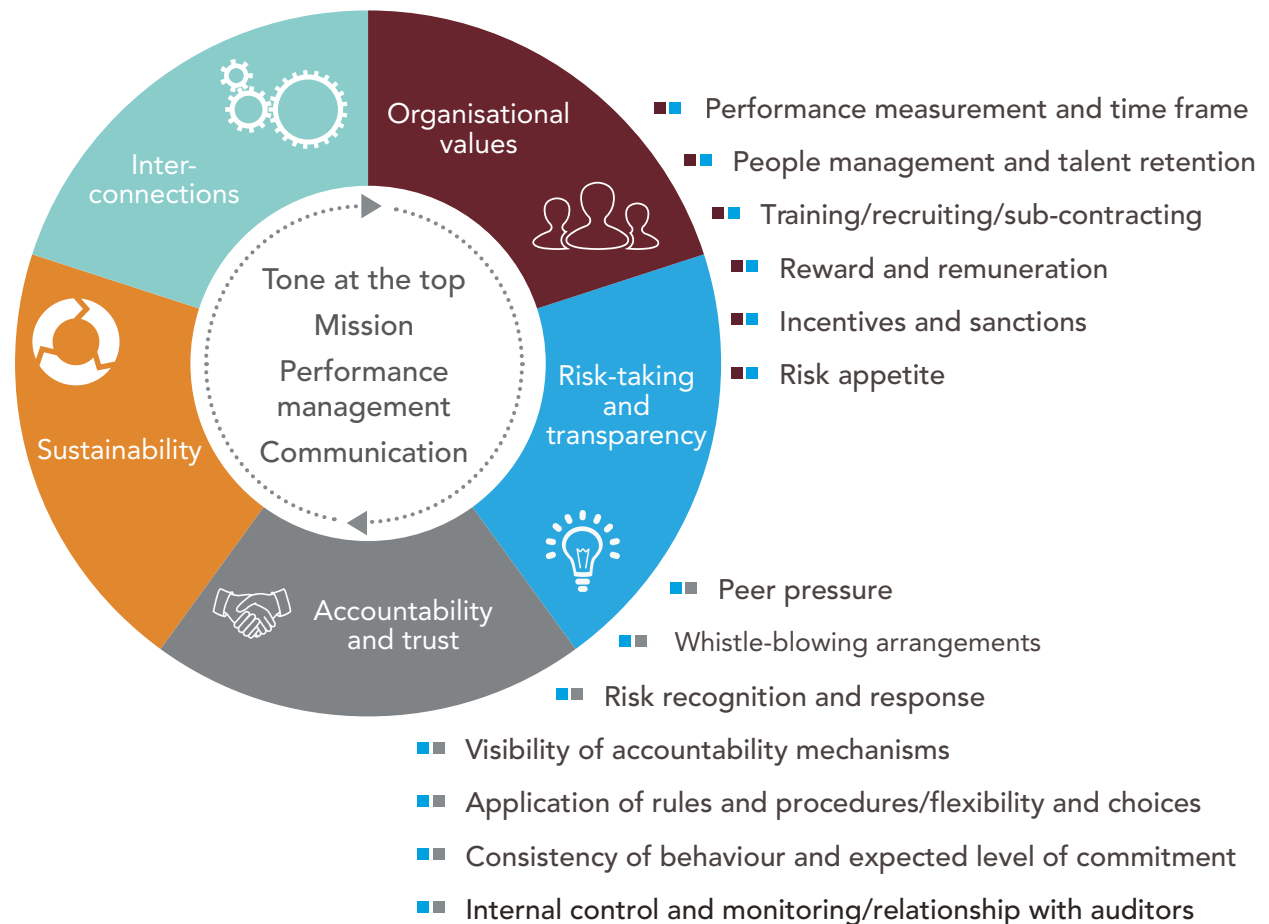 Organisational
values
Inter-
connections
Tone at the top
Mission
Performance
management
Communication
Risk-taking
and
transparency
Sustainability
Accountability
and trust
Performance measurement and time frame
People management and talent retention
Training/recruiting/sub-contracting
Reward and remuneration
Incentives and sanctions
Risk appetite
Peer pressure
Whistle-blowing arrangements
Risk recognition and response
Visibility of accountability mechanisms
Application of rules and procedures/flexibility and choices
Consistency of behaviour and expected level of commitment
Internal control and monitoring/relationship with auditors